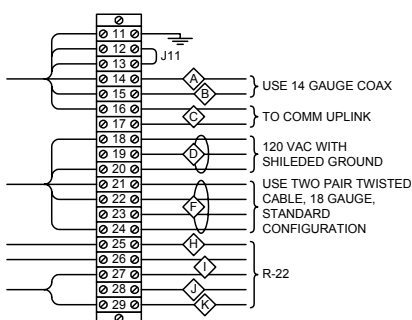 11
12
13
J11
14 A
15 B
USE 14 GAUGE COAX
16
17
C
TO COMM UPLINK
18
19 D
20
120 VAC WITH
SHILEDED GROUND
21
22
23
24
F
USE TWO PAIR TWISTED
CABLE, 18 GAUGE,
STANDARD
CONFIGURATION
25 H
26
27
I
28 J
29 K
R-22